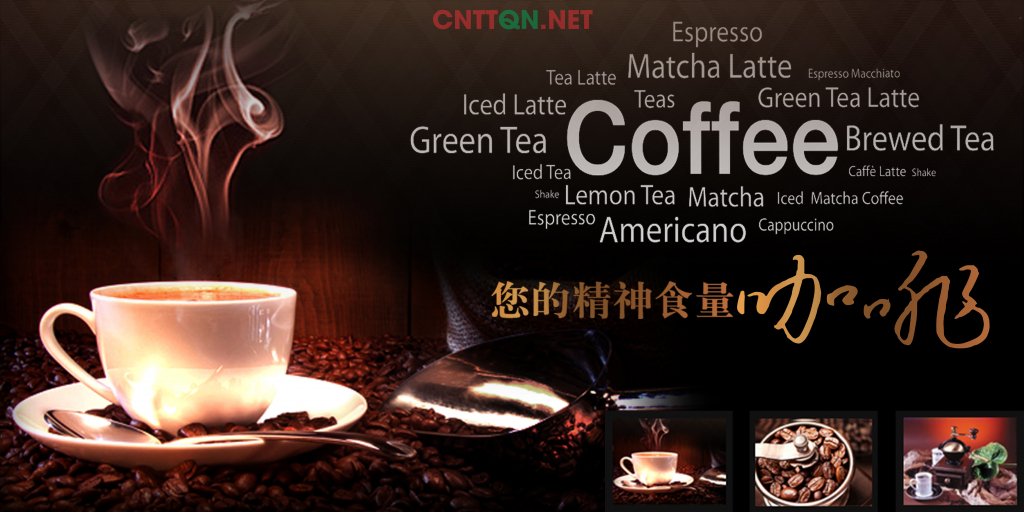 CNTTQN.NET
Espresso
Matcha Latte
Espresso Macchiato
Tea Latte
Iced Latte
Teas
Green Tea Latte
Green Tea
Coffee
Brewed Tea
Iced Tea
Caffè Latte
Shake
Shake
Lemon Tea
Matcha
Iced Matcha Coffee
Espresso
Americano
Cappuccino
您的精神食量咖啡